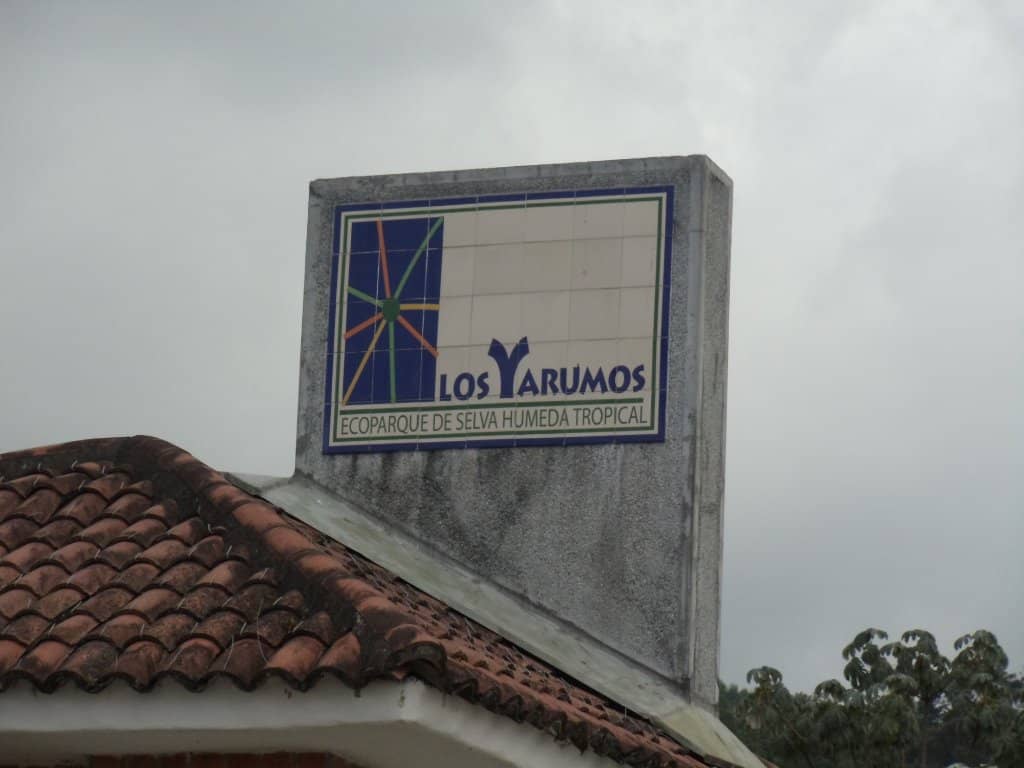 LOS YARUMOS
ECOPARQUE DE SELVA HUMEDA TROPICAL